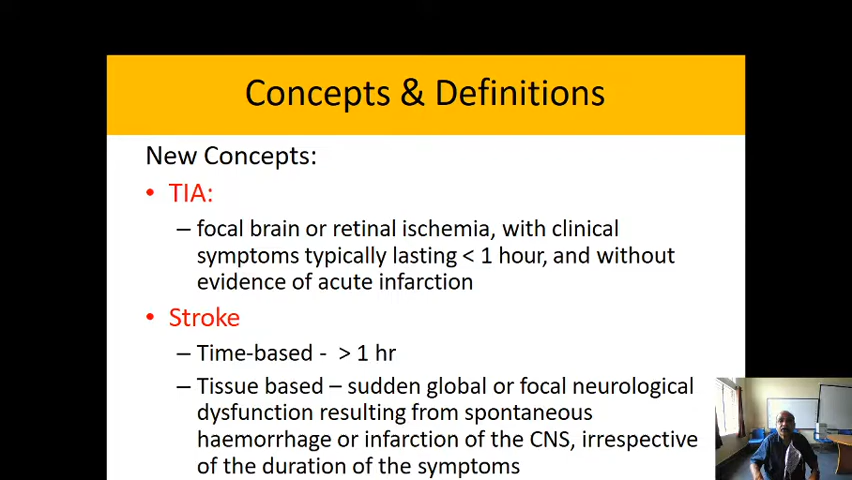 Concepts & Definitions
New Concepts:
• TIA:
– focal brain or retinal ischemia, with clinical
symptoms typically lasting < 1 hour, and without
evidence of acute infarction
• Stroke
– Time-based - > 1 hr
– Tissue based – sudden global or focal neurological
dysfunction resulting from spontaneous
haemorrhage or infarction of the CNS, irrespective
of the duration of the symptoms